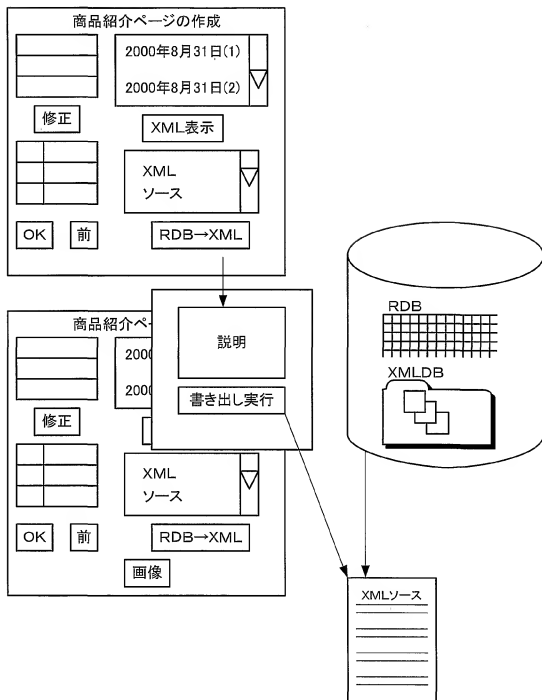 商品紹介ページの作成
2000年8月31日(1)
2000年8月31日(2)
修正
XML表示
XML
ソース
OK
前
RDB→XML
商品紹介ペー
2000
2000
説明
書き出し実行
修正
XML
ソース
OK
前
RDB→XML
画像
RDB
XMLDB
XMLソース